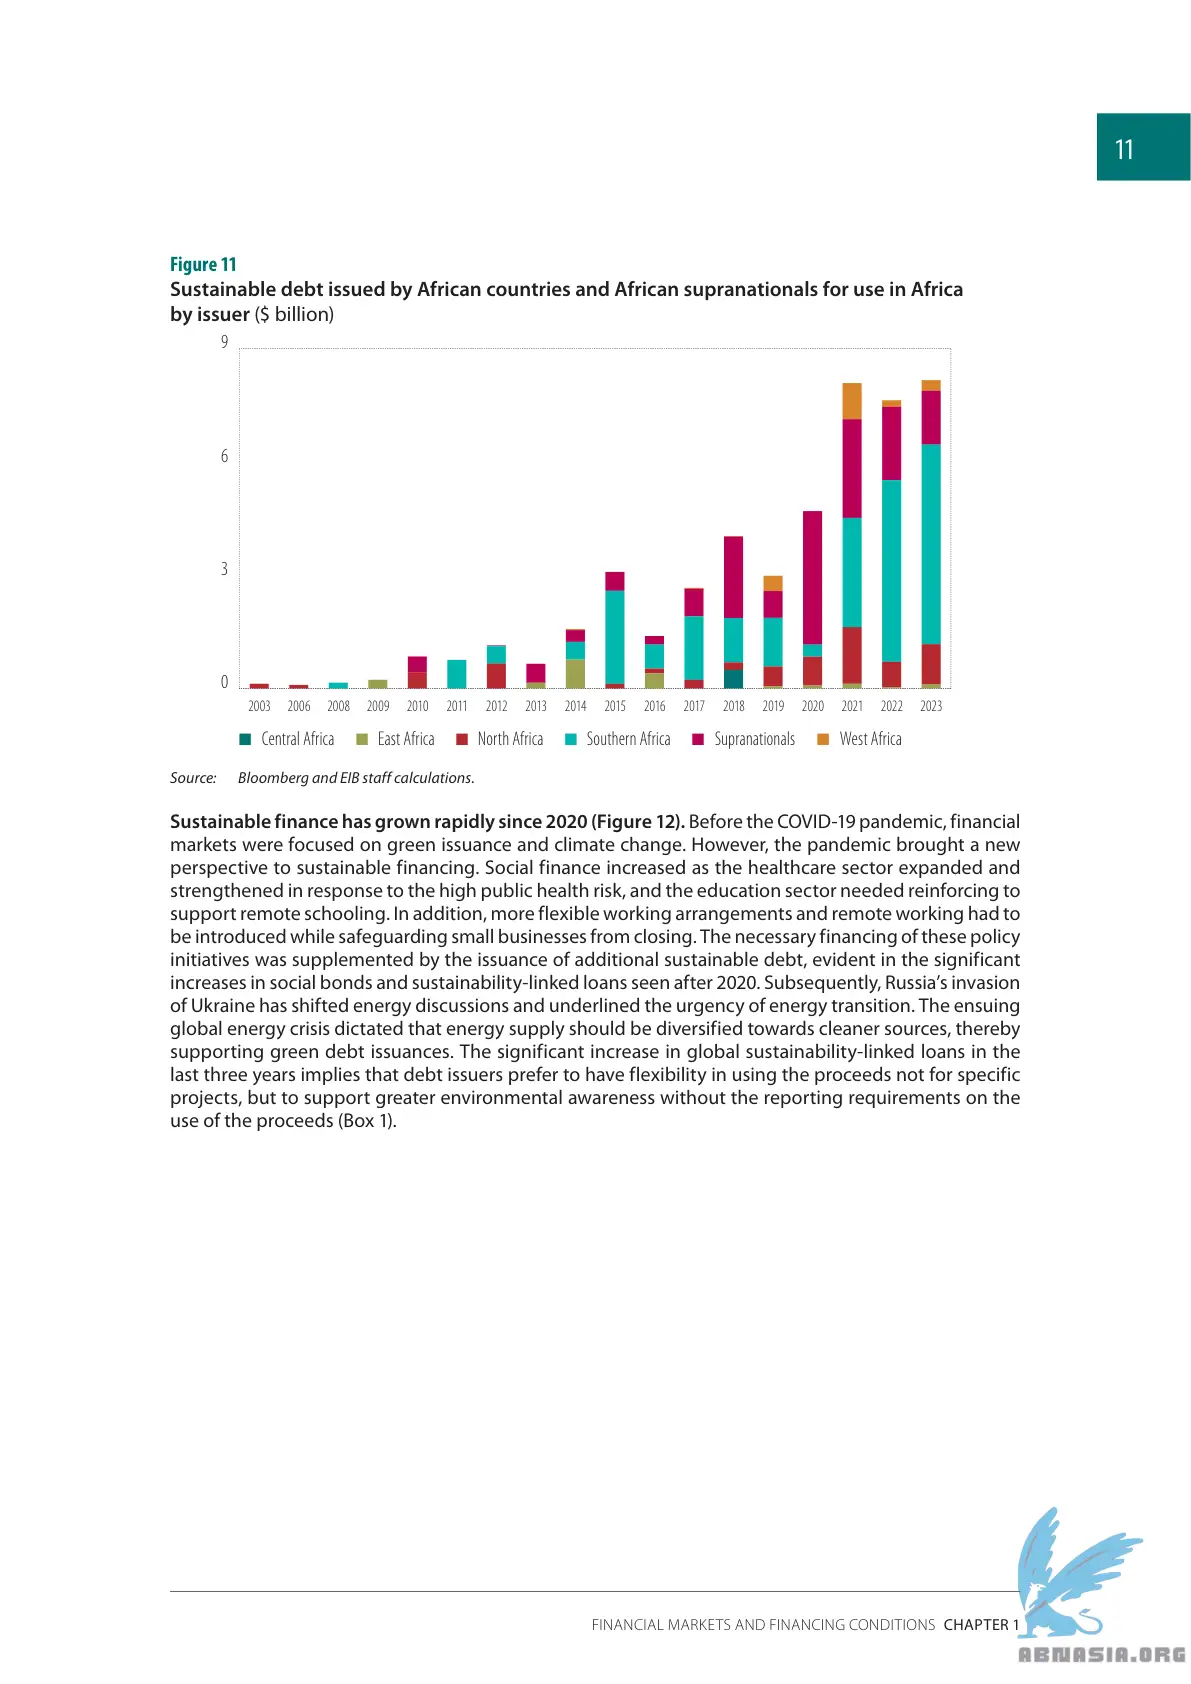 11
Figure 11
Sustainable debt issued by African countries and African supranationals for use in Africa
by issuer ($ billion)
9
6
3
0
2003 2006 2008 2009 2010 2011 2012 2013 2014 2015 2016 2017 2018 2019 2020 2021 2022 2023
Central Africa East Africa North Africa Southern Africa Supranationals West Africa
Source: Bloomberg and EIB staff calculations.
Sustainable finance has grown rapidly since 2020 (Figure 12). Before the COVID-19 pandemic, financial
markets were focused on green issuance and climate change. However, the pandemic brought a new
perspective to sustainable financing. Social finance increased as the healthcare sector expanded and
strengthened in response to the high public health risk, and the education sector needed reinforcing to
support remote schooling. In addition, more flexible working arrangements and remote working had to
be introduced while safeguarding small businesses from closing. The necessary financing of these policy
initiatives was supplemented by the issuance of additional sustainable debt, evident in the significant
increases in social bonds and sustainability-linked loans seen after 2020. Subsequently, Russia’s invasion
of Ukraine has shifted energy discussions and underlined the urgency of energy transition. The ensuing
global energy crisis dictated that energy supply should be diversified towards cleaner sources, thereby
supporting green debt issuances. The significant increase in global sustainability-linked loans in the
last three years implies that debt issuers prefer to have flexibility in using the proceeds not for specific
projects, but to support greater environmental awareness without the reporting requirements on the
use of the proceeds (Box 1).
FINANCIAL MARKETS AND FINANCING CONDITIONS CHAPTER 1
ABNASIA.ORG